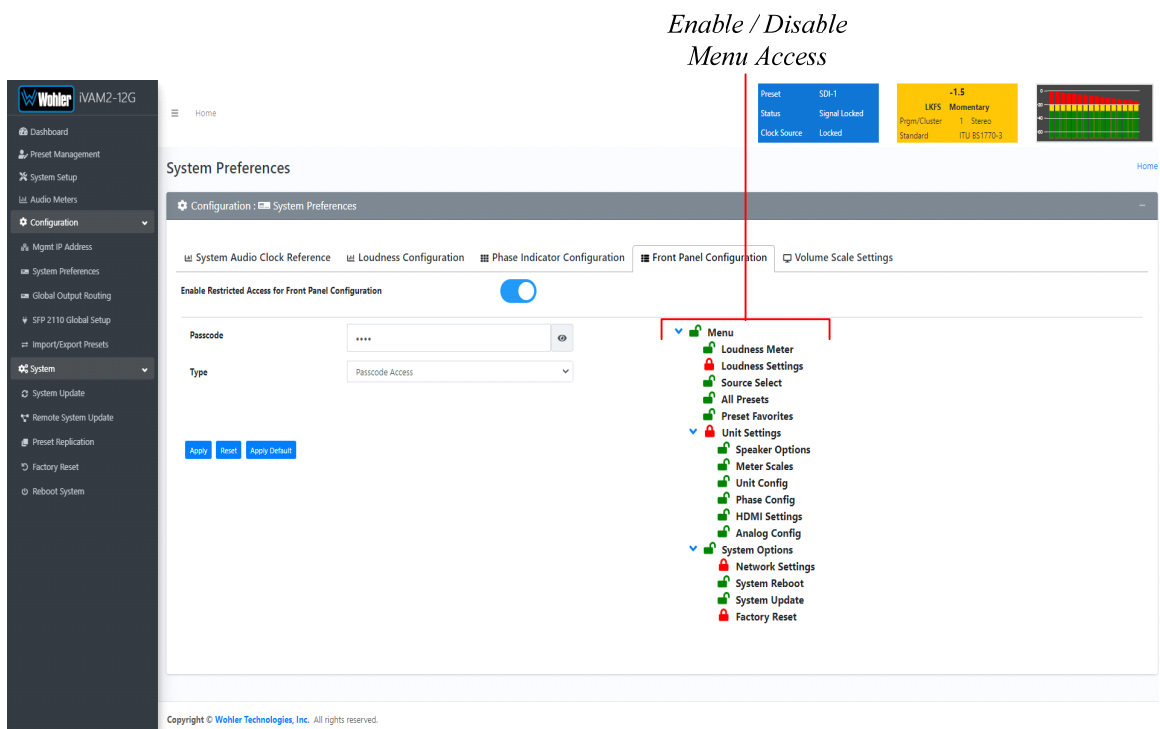 Enable / Disable
Menu Access
Wohler iVAM2-12G
Dashboard
Preset Management
System Setup
Audio Meters
Configuration
Mgmt IP Address
System Preferences
Global Output Routing
SFP 2110 Global Setup
Import/Export Presets
System
System Update
Remote System Update
Preset Replication
Factory Reset
Reboot System
Home
Preset SDI-1
Status Signal Locked
Clock Source Locked
-1.5
LKFS Momentary
Prgm/Cluster 1 Stereo
Standard ITU BS1770-3
0
-20
-40
-60
System Preferences
Home
Configuration : System Preferences
System Audio Clock Reference Loudness Configuration Phase Indicator Configuration Front Panel Configuration Volume Scale Settings
Enable Restricted Access for Front Panel Configuration
Passcode ••••
Type Passcode Access
Apply Reset Apply Default
Menu
Loudness Meter
Loudness Settings
Source Select
All Presets
Preset Favorites
Unit Settings
Speaker Options
Meter Scales
Unit Config
Phase Config
HDMI Settings
Analog Config
System Options
Network Settings
System Reboot
System Update
Factory Reset
Copyright © Wohler Technologies, Inc. All rights reserved.